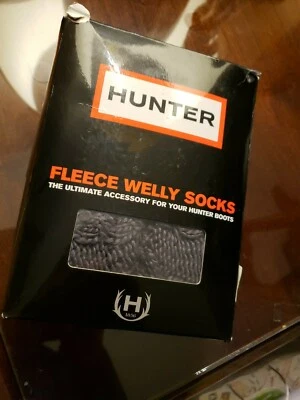 HUNTER
FLEECE WELLY SOCKS
THE ULTIMATE ACCESSORY FOR YOUR HUNTER BOOTS
H